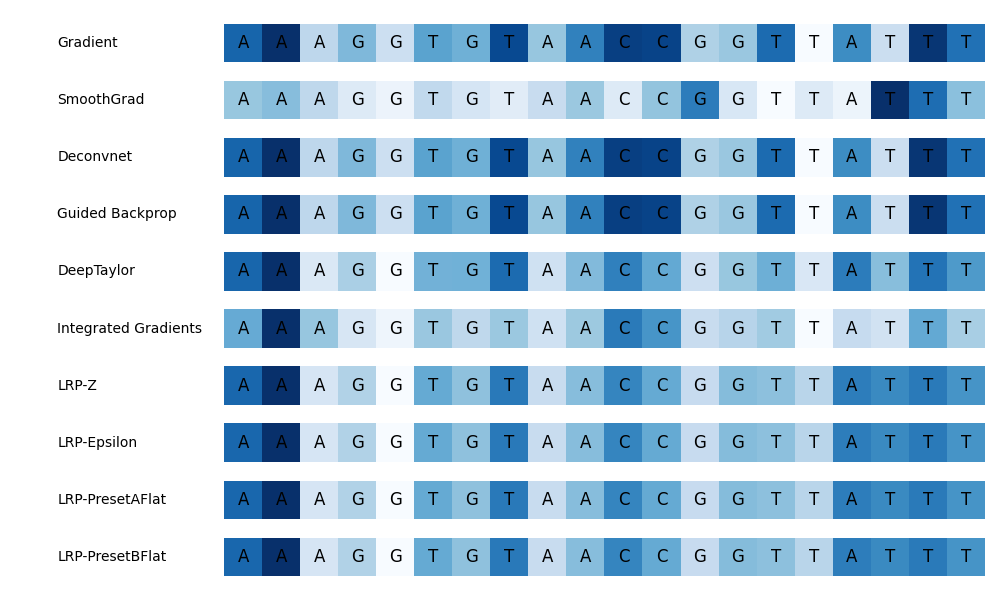 Gradient A A A G G T G T A A C C G G T T A T T T
SmoothGrad A A A G G T G T A A C C G G T T A T T T
Deconvnet A A A G G T G T A A C C G G T T A T T T
Guided Backprop A A A G G T G T A A C C G G T T A T T T
DeepTaylor A A A G G T G T A A C C G G T T A T T T
Integrated Gradients A A A G G T G T A A C C G G T T A T T T
LRP-Z A A A G G T G T A A C C G G T T A T T T
LRP-Epsilon A A A G G T G T A A C C G G T T A T T T
LRP-PresetAFlat A A A G G T G T A A C C G G T T A T T T
LRP-PresetBFlat A A A G G T G T A A C C G G T T A T T T